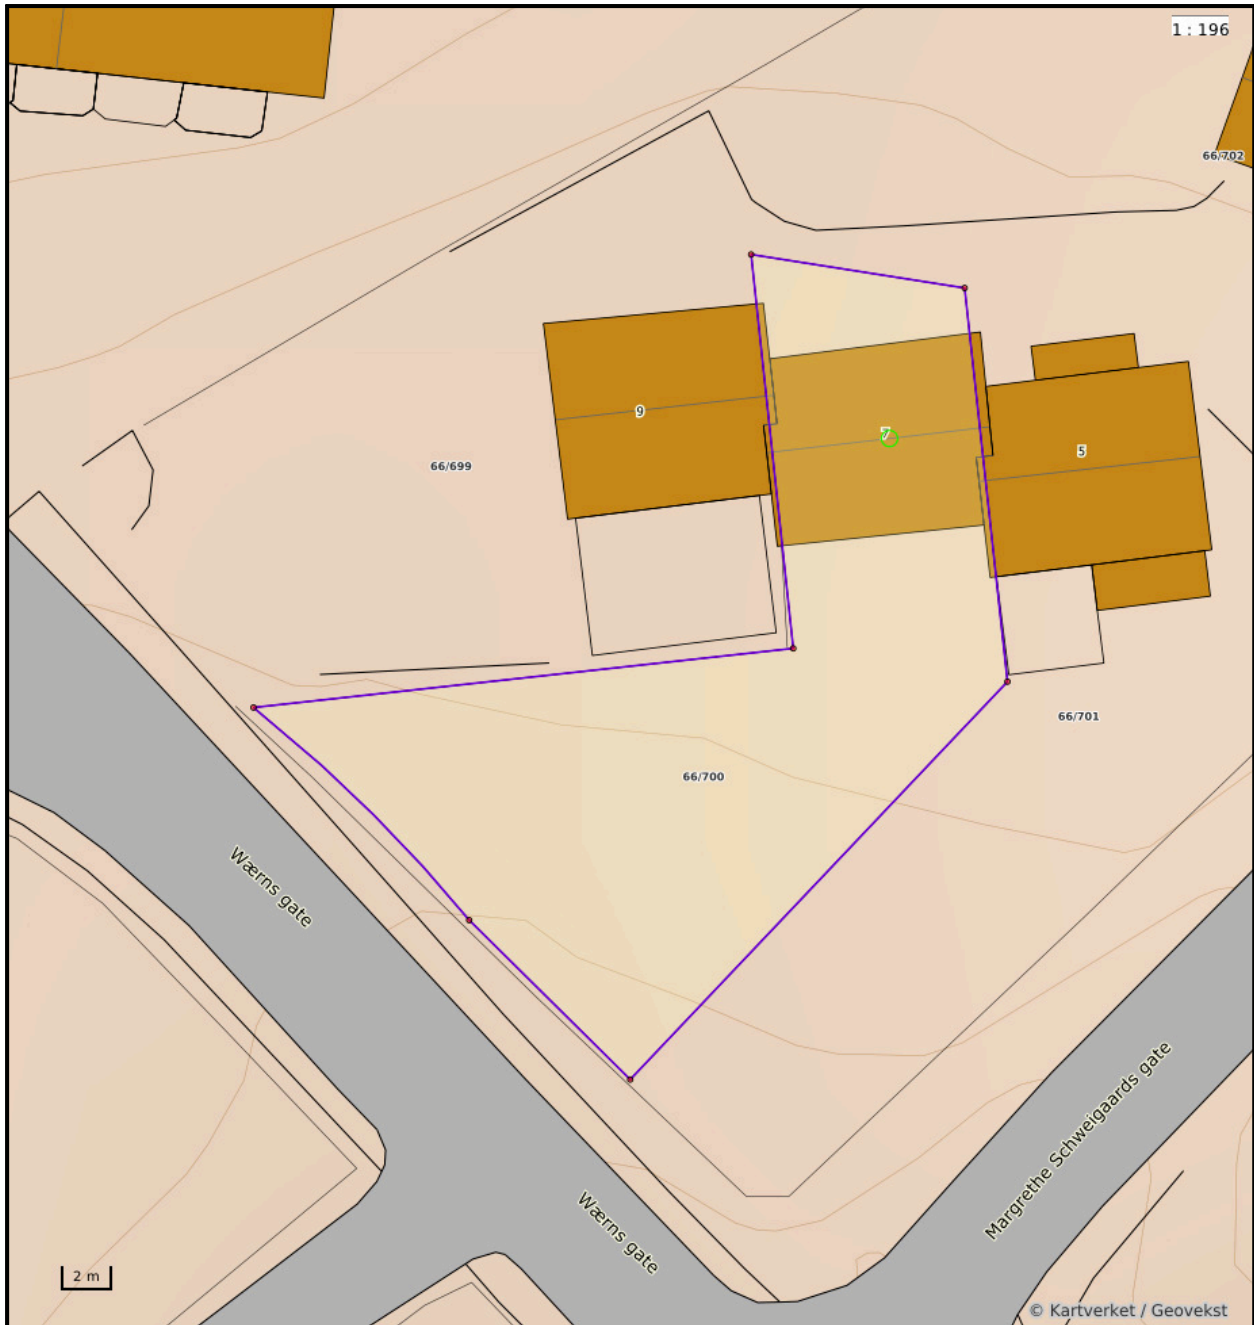 1 : 196
66/702
9
7
5
66/699
66/701
66/700
Wærns gate
Margrethe Schweigaards gate
Wærns gate
2 m
© Kartverket / Geovekst